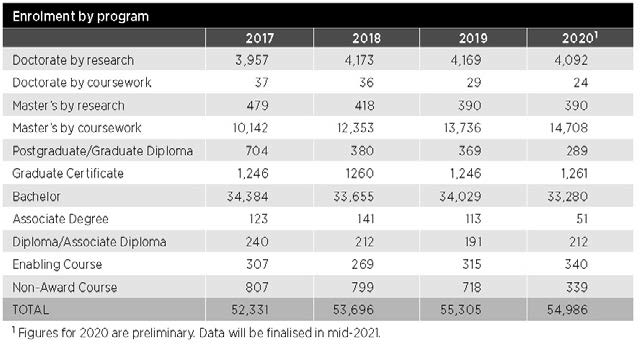 Enrolment by program
2017 2018 2019 2020¹
Doctorate by research 3,957 4,173 4,169 4,092
Doctorate by coursework 37 36 29 24
Master's by research 479 418 390 390
Master's by coursework 10,142 12,353 13,736 14,708
Postgraduate/Graduate Diploma 704 380 369 289
Graduate Certificate 1,246 1260 1,246 1,261
Bachelor 34,384 33,655 34,029 33,280
Associate Degree 123 141 113 51
Diploma/Associate Diploma 240 212 191 212
Enabling Course 307 269 315 340
Non-Award Course 807 799 718 339
TOTAL 52,331 53,696 55,305 54,986
¹ Figures for 2020 are preliminary. Data will be finalised in mid-2021.